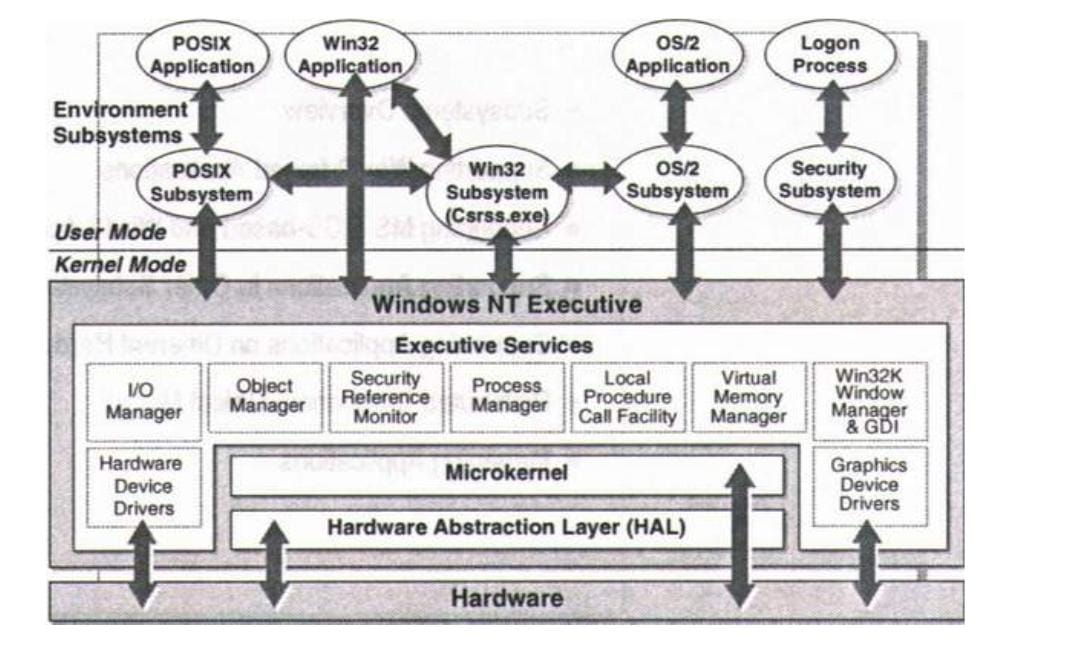 POSIX
Application
Win32
Application
OS/2
Application
Logon
Process
Environment
Subsystems
POSIX
Subsystem
Win32
Subsystem
(Csrss.exe)
OS/2
Subsystem
Security
Subsystem
User Mode
Kernel Mode
Windows NT Executive
Executive Services
I/O
Manager
Object
Manager
Security
Reference
Monitor
Process
Manager
Local
Procedure
Call Facility
Virtual
Memory
Manager
Win32K
Window
Manager
& GDI
Hardware
Device
Drivers
Microkernel
Graphics
Device
Drivers
Hardware Abstraction Layer (HAL)
Hardware